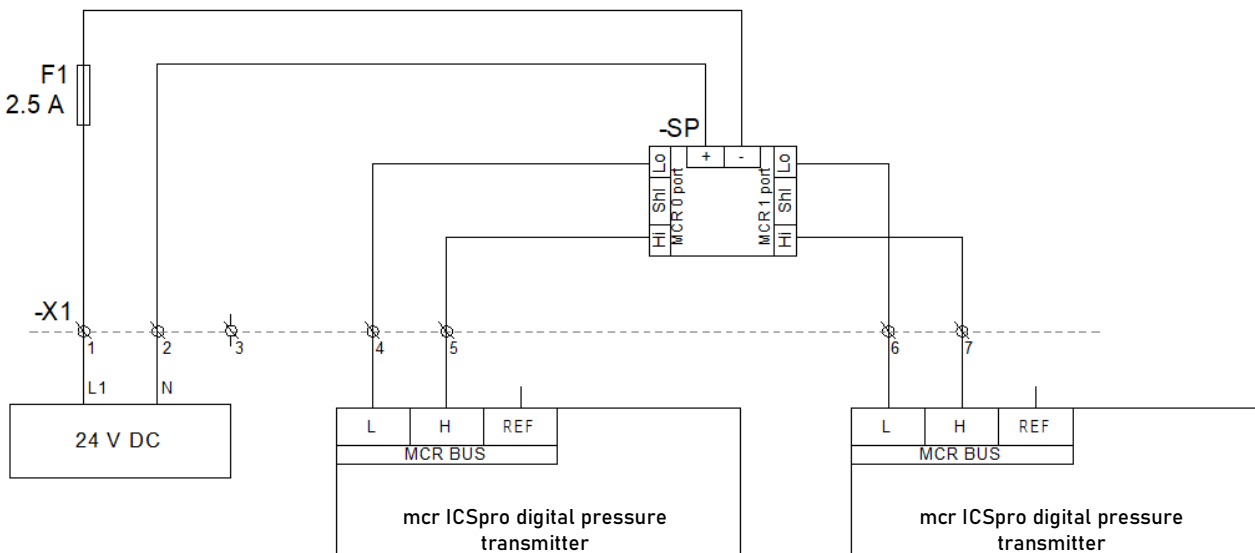 F1
2.5 A
-SP
+ -
Lo
Shl
Hi
MCR 0 port
MCR 1 port
Lo
Shl
Hi
-X1
1 2 3 4 5 6 7
L1 N
24 V DC
L H REF
MCR BUS
mcr ICSpro digital pressure
transmitter
L H REF
MCR BUS
mcr ICSpro digital pressure
transmitter